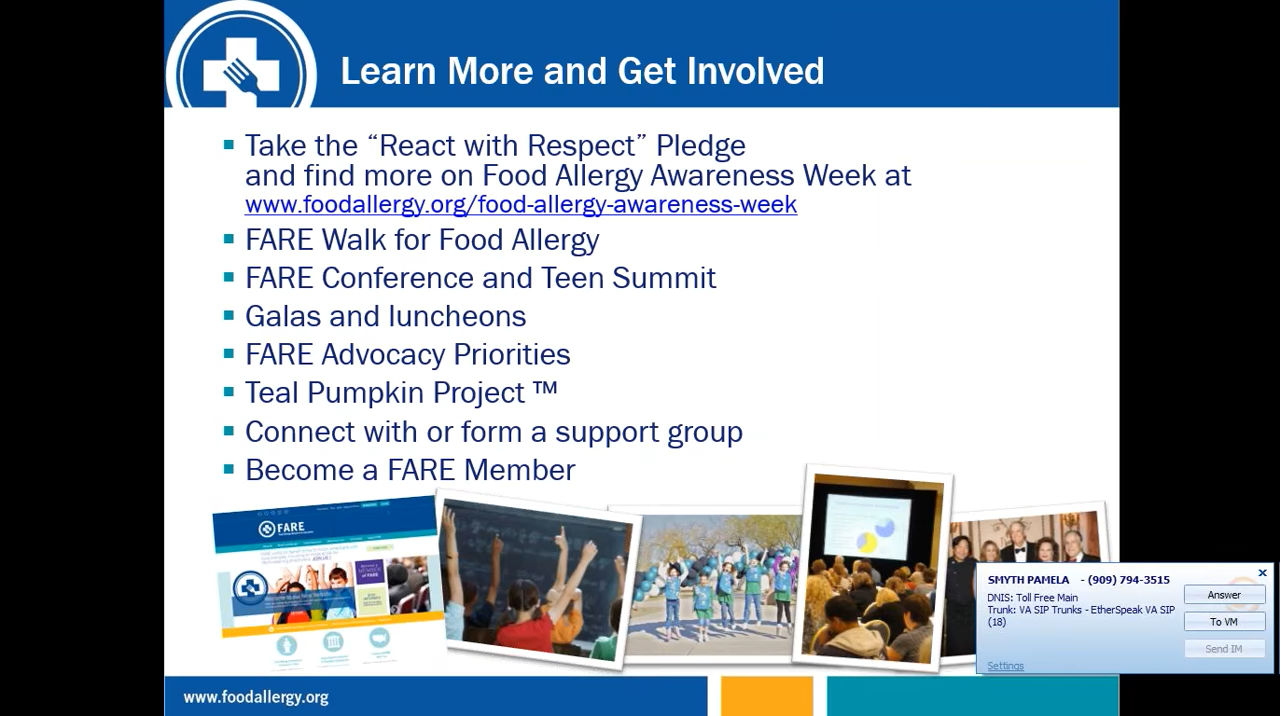 Learn More and Get Involved
Take the “React with Respect” Pledge
and find more on Food Allergy Awareness Week at
www.foodallergy.org/food-allergy-awareness-week
FARE Walk for Food Allergy
FARE Conference and Teen Summit
Galas and luncheons
FARE Advocacy Priorities
Teal Pumpkin Project ™
Connect with or form a support group
Become a FARE Member
FARE
SMYTH PAMELA - (909) 794-3515
DNIS: Toll Free Main
Trunk: VA SIP Trunks - EtherSpeak VA SIP
(18)
Answer
To VM
Send IM
Settings
www.foodallergy.org